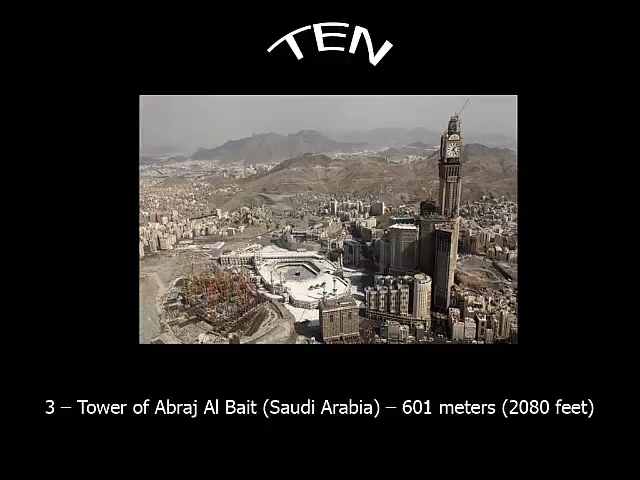 TEN
3 – Tower of Abraj Al Bait (Saudi Arabia) – 601 meters (2080 feet)